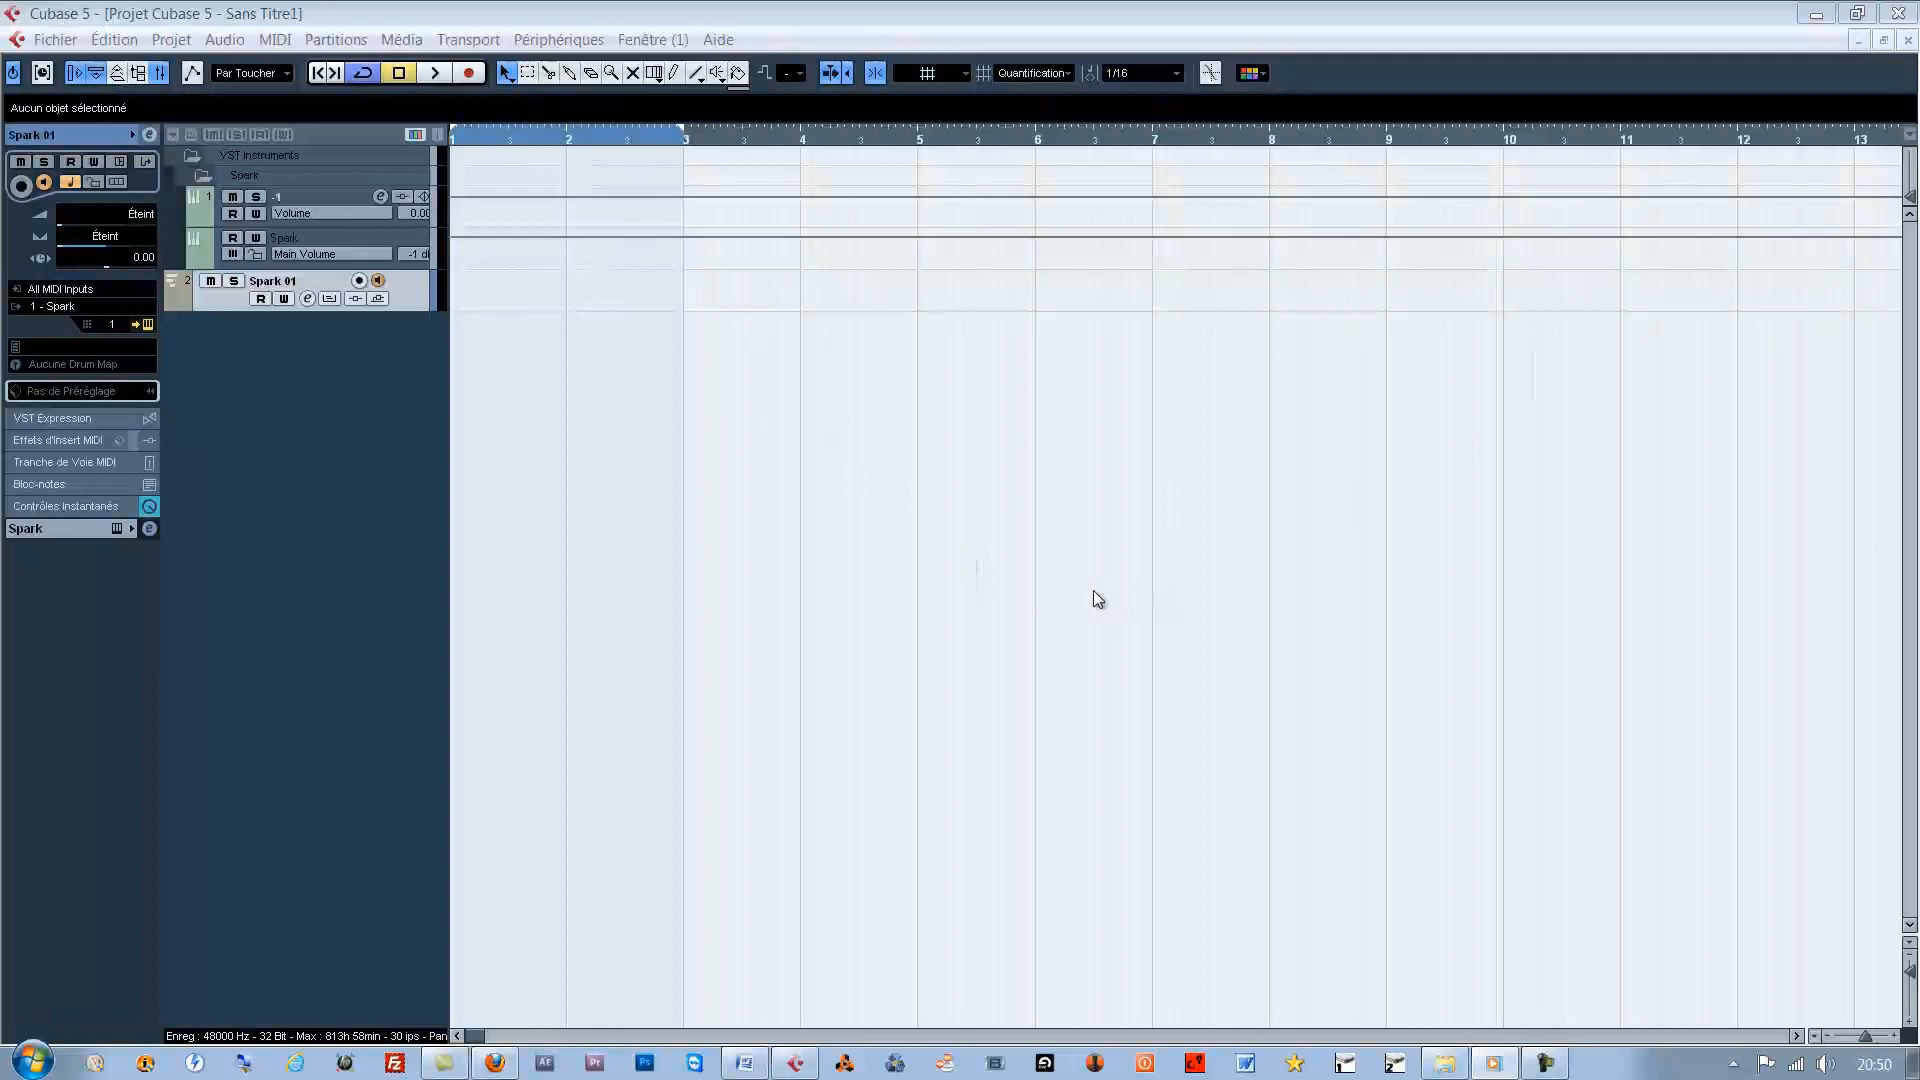 Cubase 5 - [Projet Cubase 5 - Sans Titre1]
Fichier Édition Projet Audio MIDI Partitions Média Transport Périphériques Fenêtre (1) Aide
Par Toucher Quantification 1/16
Aucun objet sélectionné
Spark 01
1 2 3 4 5 6 7 8 9 10 11 12 13
VST Instruments
Spark
M S R W
1 M S -1
R W Volume 0.00
Éteint
Éteint
R W Spark
Main Volume -1 dB
0.00
2 M S Spark 01
R W
All MIDI Inputs
1 - Spark
1
Aucune Drum Map
Pas de Préréglage
VST Expression
Effets d'Insert MIDI
Tranche de Voie MIDI
Bloc-notes
Contrôles Instantanés
Spark
Enreg : 48000 Hz - 32 Bit - Max : 813h 58min - 30 ips - Pan
20:50